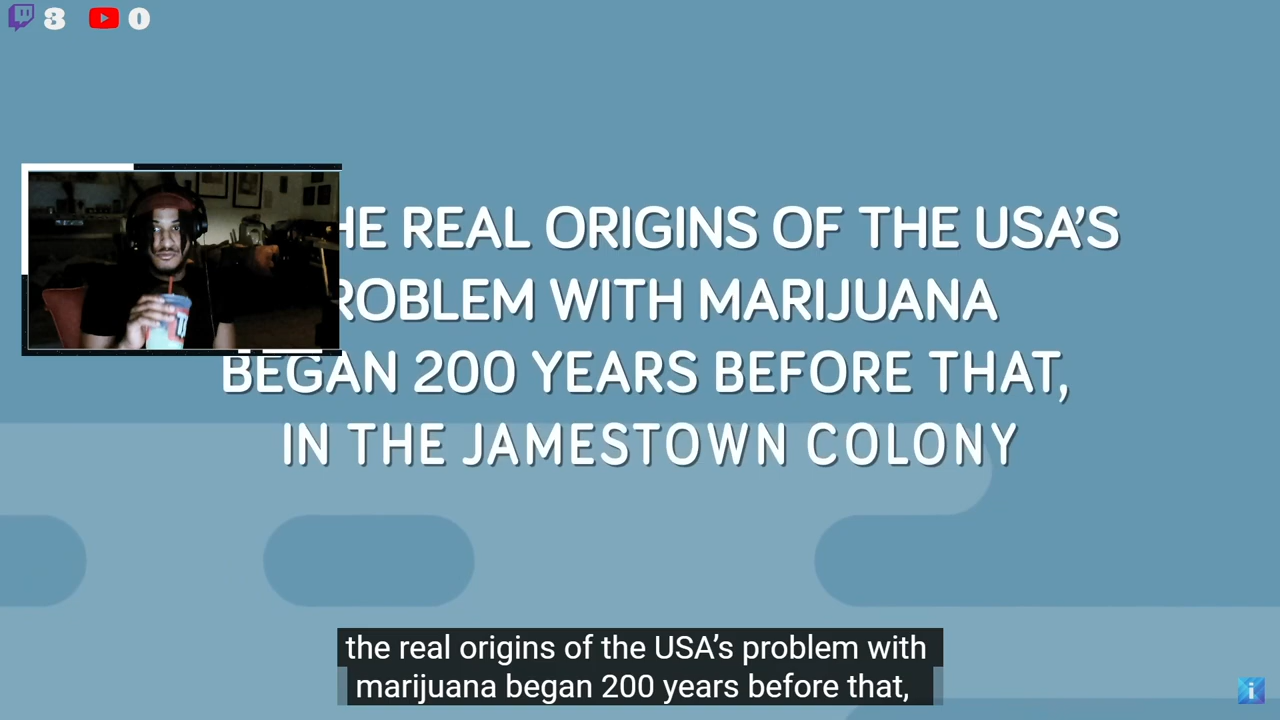 3 0
HE REAL ORIGINS OF THE USA'S
ROBLEM WITH MARIJUANA
BEGAN 200 YEARS BEFORE THAT,
IN THE JAMESTOWN COLONY
the real origins of the USA's problem with
marijuana began 200 years before that,